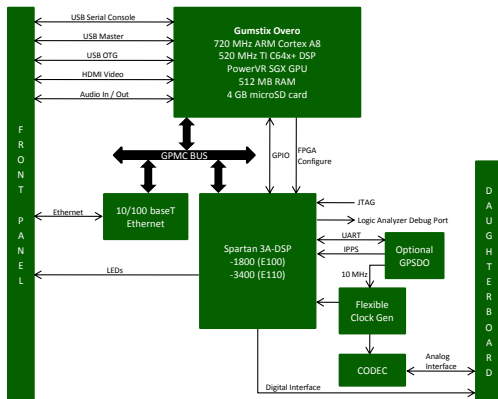 USB Serial Console
USB Master
USB OTG
HDMI Video
Audio In / Out
Gumstix Overo
720 MHz ARM Cortex A8
520 MHz TI C64x+ DSP
PowerVR SGX GPU
512 MB RAM
4 GB microSD card
FRONT PANEL
GPMC BUS
GPIO
FPGA
Configure
Ethernet
10/100 baseT
Ethernet
LEDs
Spartan 3A-DSP
-1800 (E100)
-3400 (E110)
JTAG
Logic Analyzer Debug Port
UART
IPPS
10 MHz
Optional
GPSDO
Flexible
Clock Gen
CODEC
Analog
Interface
Digital Interface
DAUGHTERBOARD